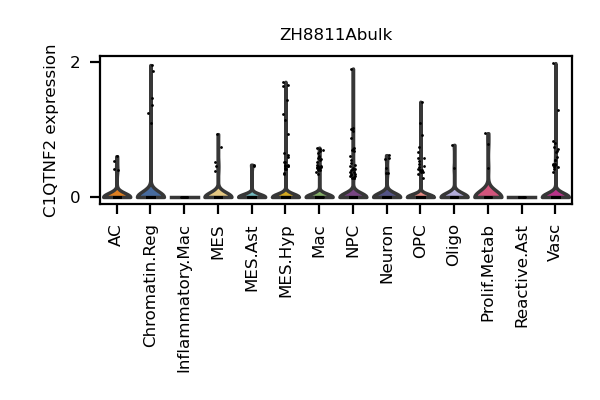 ZH8811Abulk
C1QTNF2 expression
2
0
AC
Chromatin.Reg
Inflammatory.Mac
MES
MES.Ast
MES.Hyp
Mac
NPC
Neuron
OPC
Oligo
Prolif.Metab
Reactive.Ast
Vasc